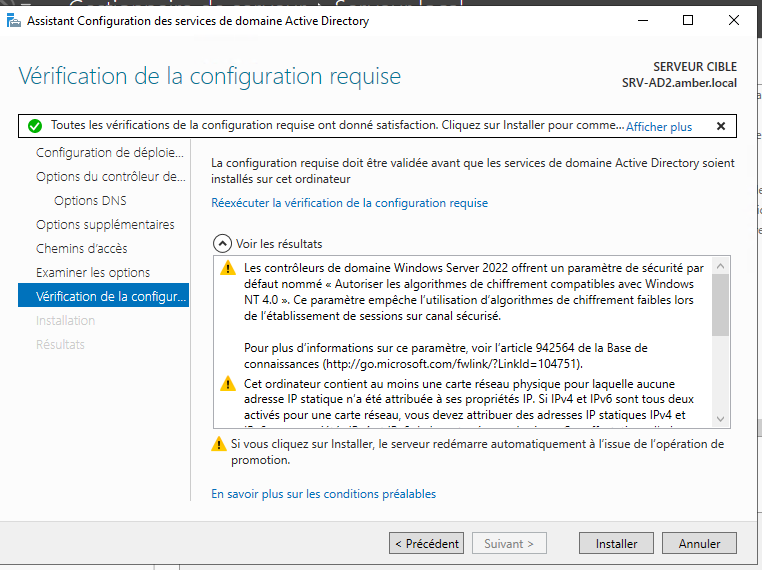 Assistant Configuration des services de domaine Active Directory
Vérification de la configuration requise
SERVEUR CIBLE
SRV-AD2.amber.local
Toutes les vérifications de la configuration requise ont donné satisfaction. Cliquez sur Installer pour comme...
Afficher plus
Configuration de déploie...
Options du contrôleur de...
Options DNS
Options supplémentaires
Chemins d'accès
Examiner les options
Vérification de la configur...
Installation
Résultats
La configuration requise doit être validée avant que les services de domaine Active Directory soient
installés sur cet ordinateur
Réexécuter la vérification de la configuration requise
Voir les résultats
Les contrôleurs de domaine Windows Server 2022 offrent un paramètre de sécurité par
défaut nommé « Autoriser les algorithmes de chiffrement compatibles avec Windows
NT 4.0 ». Ce paramètre empêche l'utilisation d'algorithmes de chiffrement faibles lors
de l'établissement de sessions sur canal sécurisé.
Pour plus d'informations sur ce paramètre, voir l'article 942564 de la Base de
connaissances (http://go.microsoft.com/fwlink/?LinkId=104751).
Cet ordinateur contient au moins une carte réseau physique pour laquelle aucune
adresse IP statique n'a été attribuée à ses propriétés IP. Si IPv4 et IPv6 sont tous deux
activés pour une carte réseau, vous devez attribuer des adresses IP statiques IPv4 et
Si vous cliquez sur Installer, le serveur redémarre automatiquement à l'issue de l'opération de
promotion.
En savoir plus sur les conditions préalables
< Précédent
Suivant >
Installer
Annuler